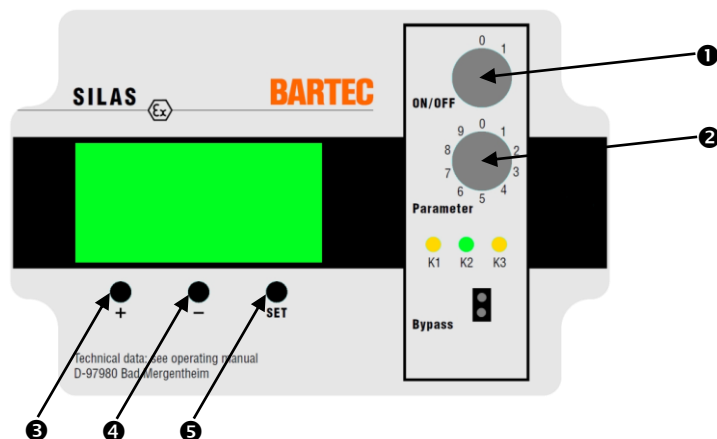 SILAS
Ex
BARTEC
0 1
ON/OFF
❶
0 1 2 3 4 5 6 7 8 9
❷
Parameter
K1 K2 K3
Bypass
+ − SET
Technical data: see operating manual
D-97980 Bad Mergentheim
❸ ❹ ❺